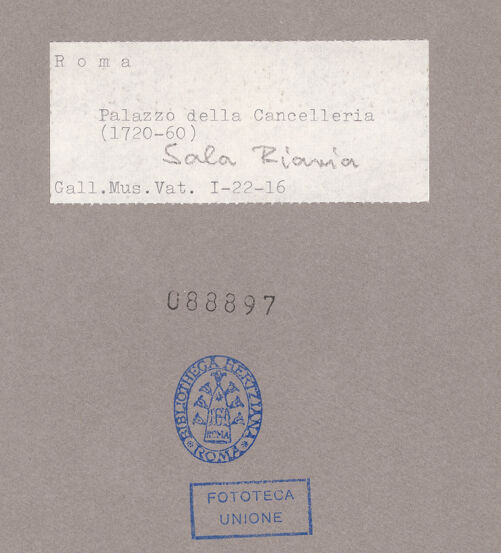 Roma
Palazzo della Cancelleria
(1720-60)
Sala Riaria
Gall.Mus.Vat. I-22-16
088897
BIBLIOTHECA HERTZIANA
ROMA
ROMA
FOTOTECA
UNIONE